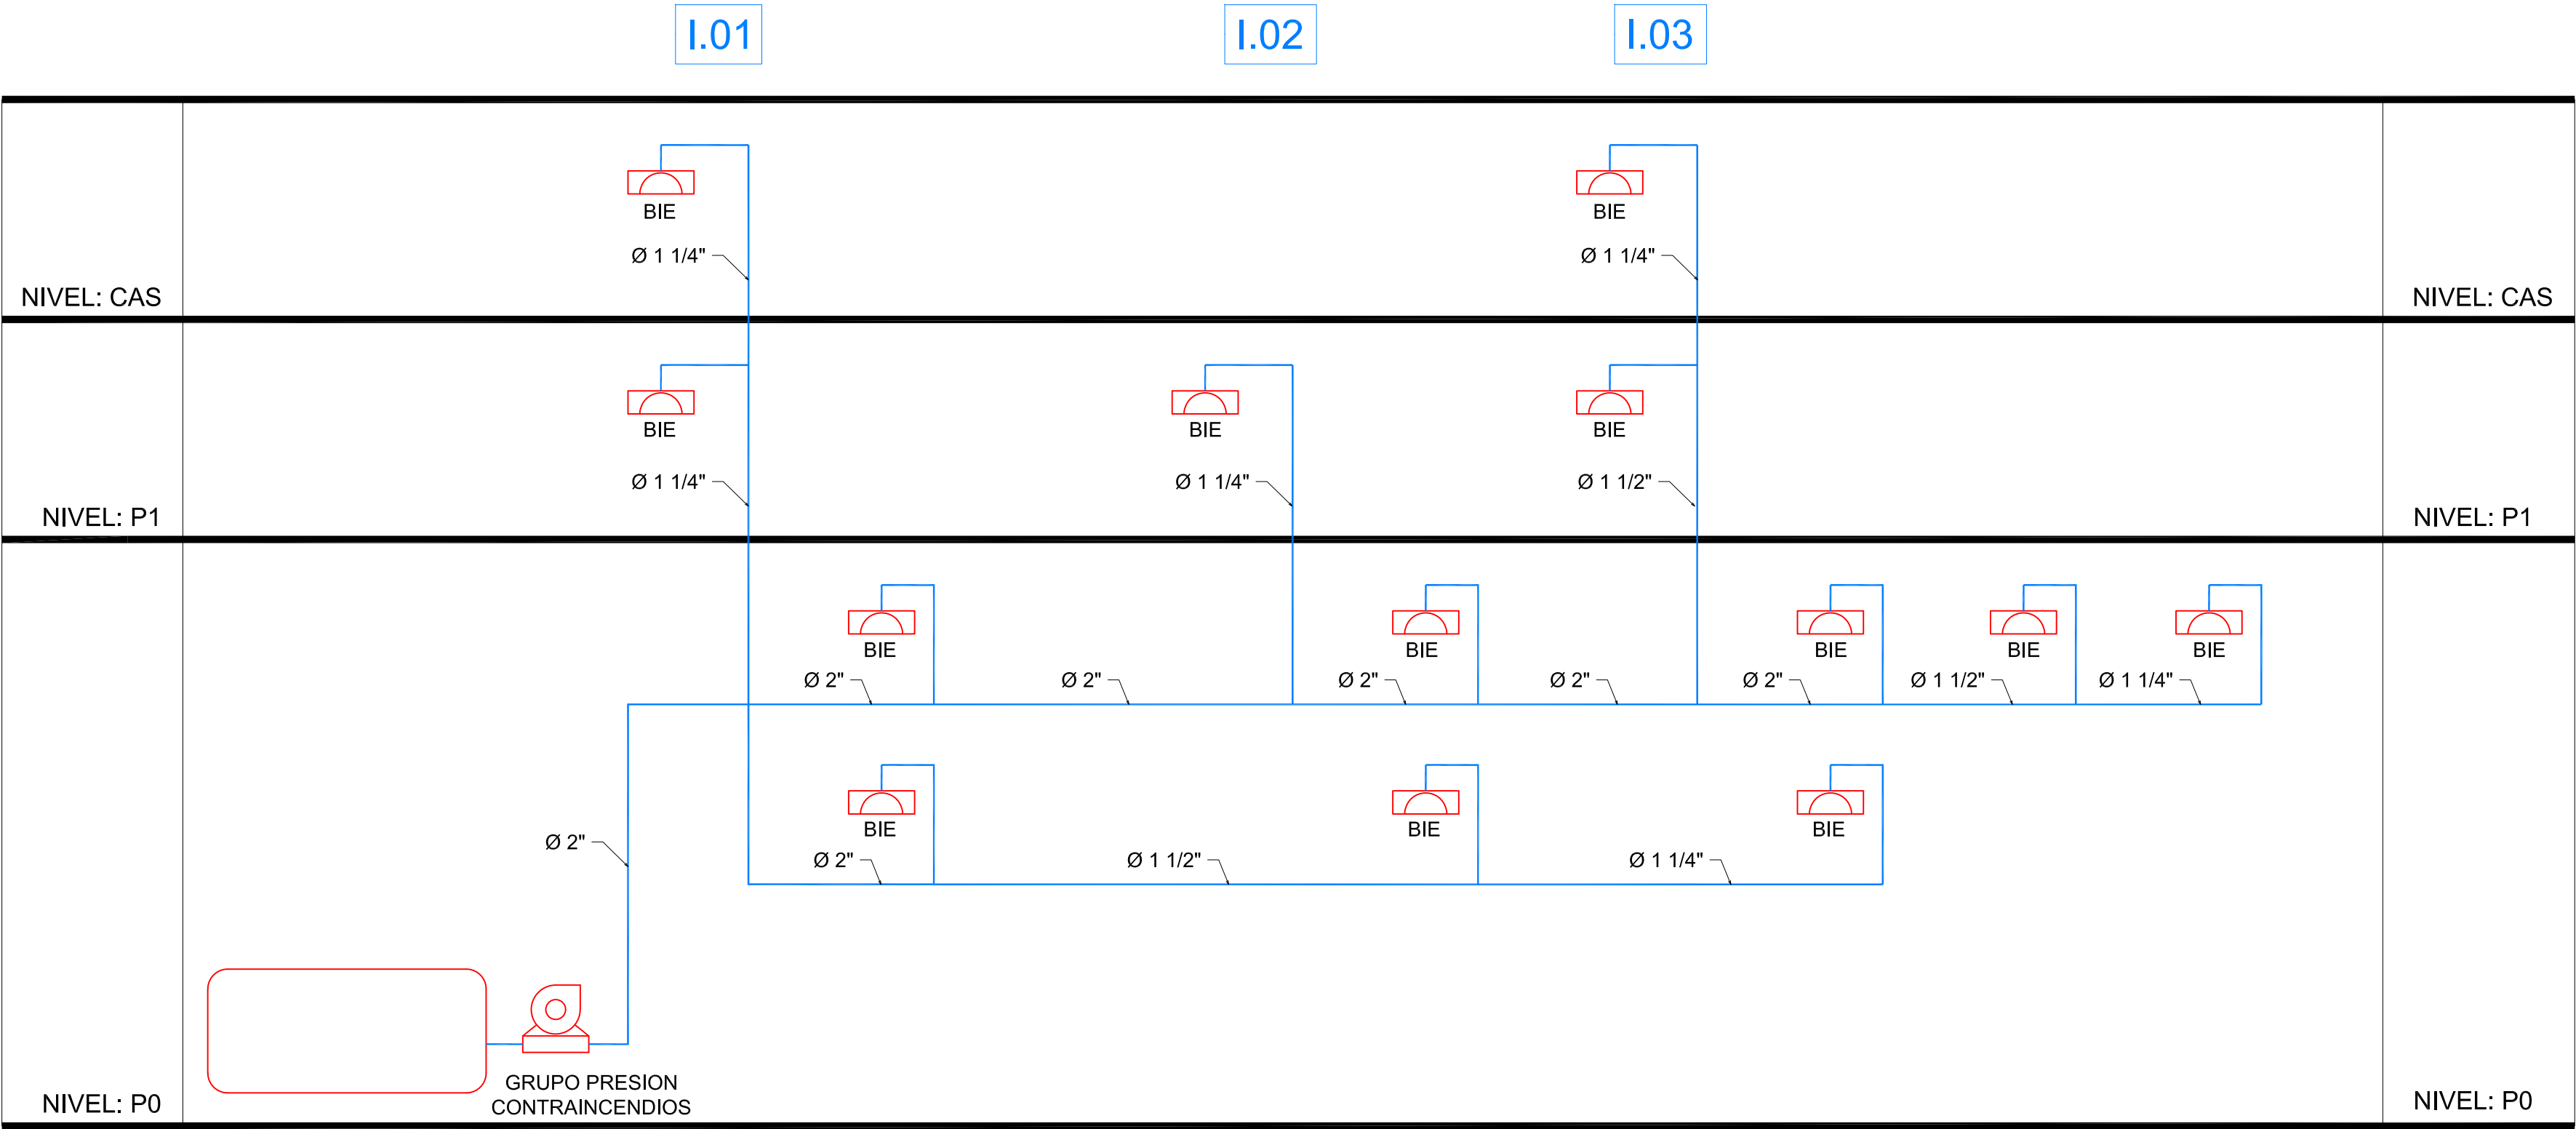 I.01
I.02
I.03
BIE
BIE
Ø 1 1/4"
Ø 1 1/4"
NIVEL: CAS
NIVEL: CAS
BIE
BIE
BIE
Ø 1 1/4"
Ø 1 1/4"
Ø 1 1/2"
NIVEL: P1
NIVEL: P1
BIE
BIE
BIE
BIE
BIE
Ø 2"
Ø 2"
Ø 2"
Ø 2"
Ø 2"
Ø 1 1/2"
Ø 1 1/4"
BIE
BIE
BIE
Ø 2"
Ø 2"
Ø 1 1/2"
Ø 1 1/4"
GRUPO PRESION
CONTRAINCENDIOS
NIVEL: P0
NIVEL: P0